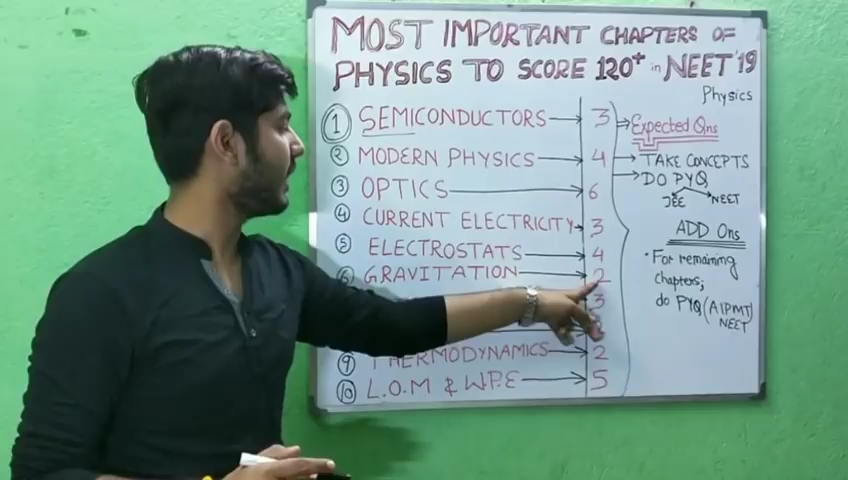 MOST IMPORTANT CHAPTERS OF
PHYSICS TO SCORE 120+ in NEET'19
Physics
1 SEMICONDUCTORS → 3
2 MODERN PHYSICS → 4
3 OPTICS → 6
4 CURRENT ELECTRICITY → 3
5 ELECTROSTATS → 4
6 GRAVITATION → 2
3
9 THERMODYNAMICS → 2
10 L.O.M & W.P.E → 5
→ Expected Qns
→ TAKE CONCEPTS
→ DO PYQ
JEE NEET
ADD Ons
• For remaining
chapters,
do PYQ (AIPMT
NEET